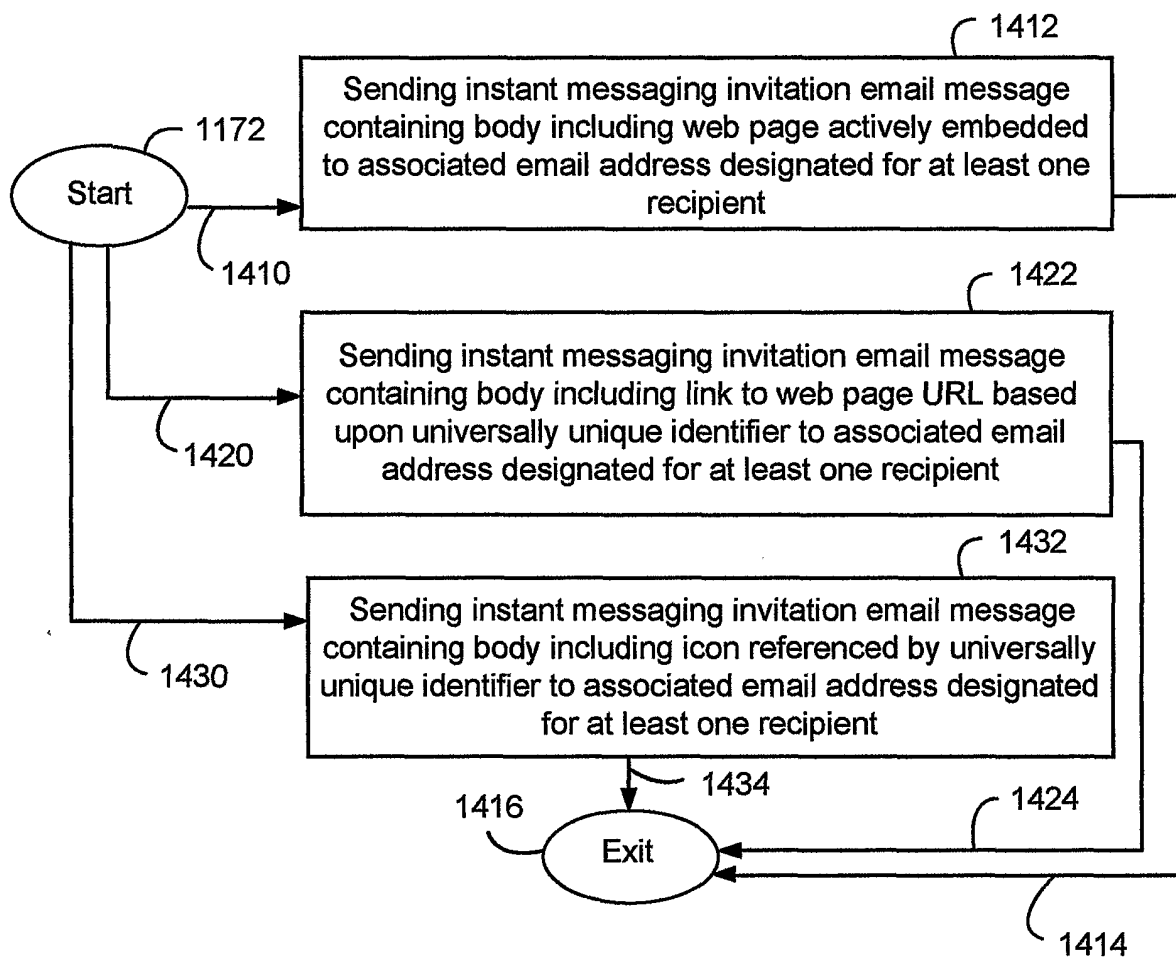 1412
Sending instant messaging invitation email message
containing body including web page actively embedded
to associated email address designated for at least one
recipient
1172
Start
1410
1422
Sending instant messaging invitation email message
containing body including link to web page URL based
upon universally unique identifier to associated email
address designated for at least one recipient
1420
1432
Sending instant messaging invitation email message
containing body including icon referenced by universally
unique identifier to associated email address designated
for at least one recipient
1430
1434
1416
Exit
1424
1414